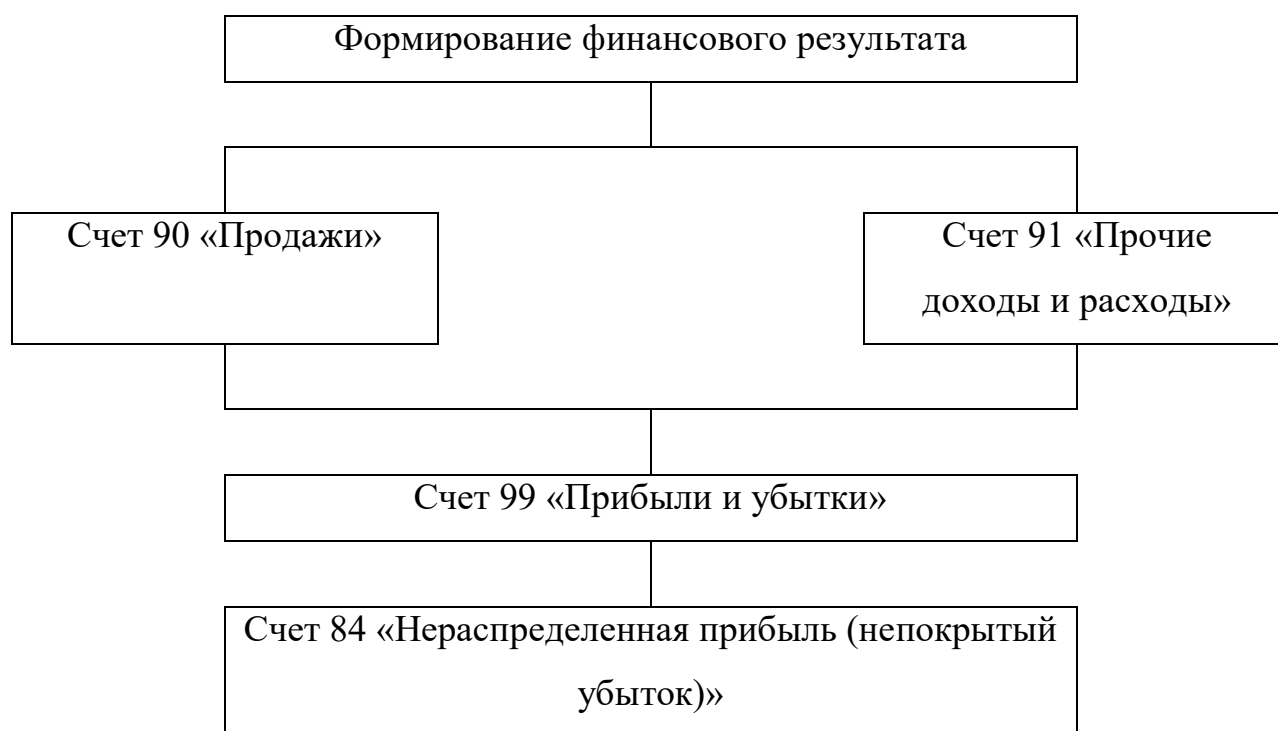 Формирование финансового результата
Счет 90 «Продажи»
Счет 91 «Прочие
доходы и расходы»
Счет 99 «Прибыли и убытки»
Счет 84 «Нераспределенная прибыль (непокрытый
убыток)»